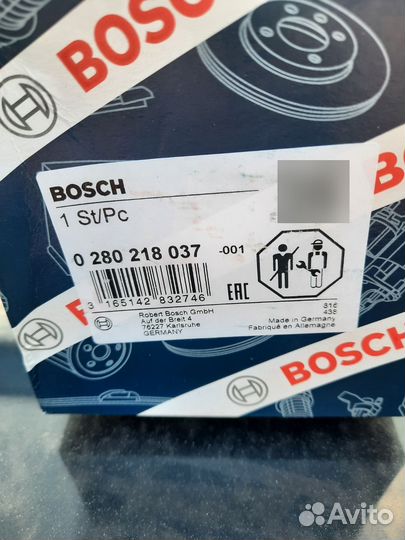 BOSCH
BOSCH
BOSCH
1 St/Pc
0 280 218 037 -001
3 165142 832746
EAC
Robert Bosch GmbH
Auf der Breit 4
76227 Karlsruhe
GERMANY
316
438
Made in Germany
Fabriqué en Allemagne
BOSCH
BOSCH
Avito